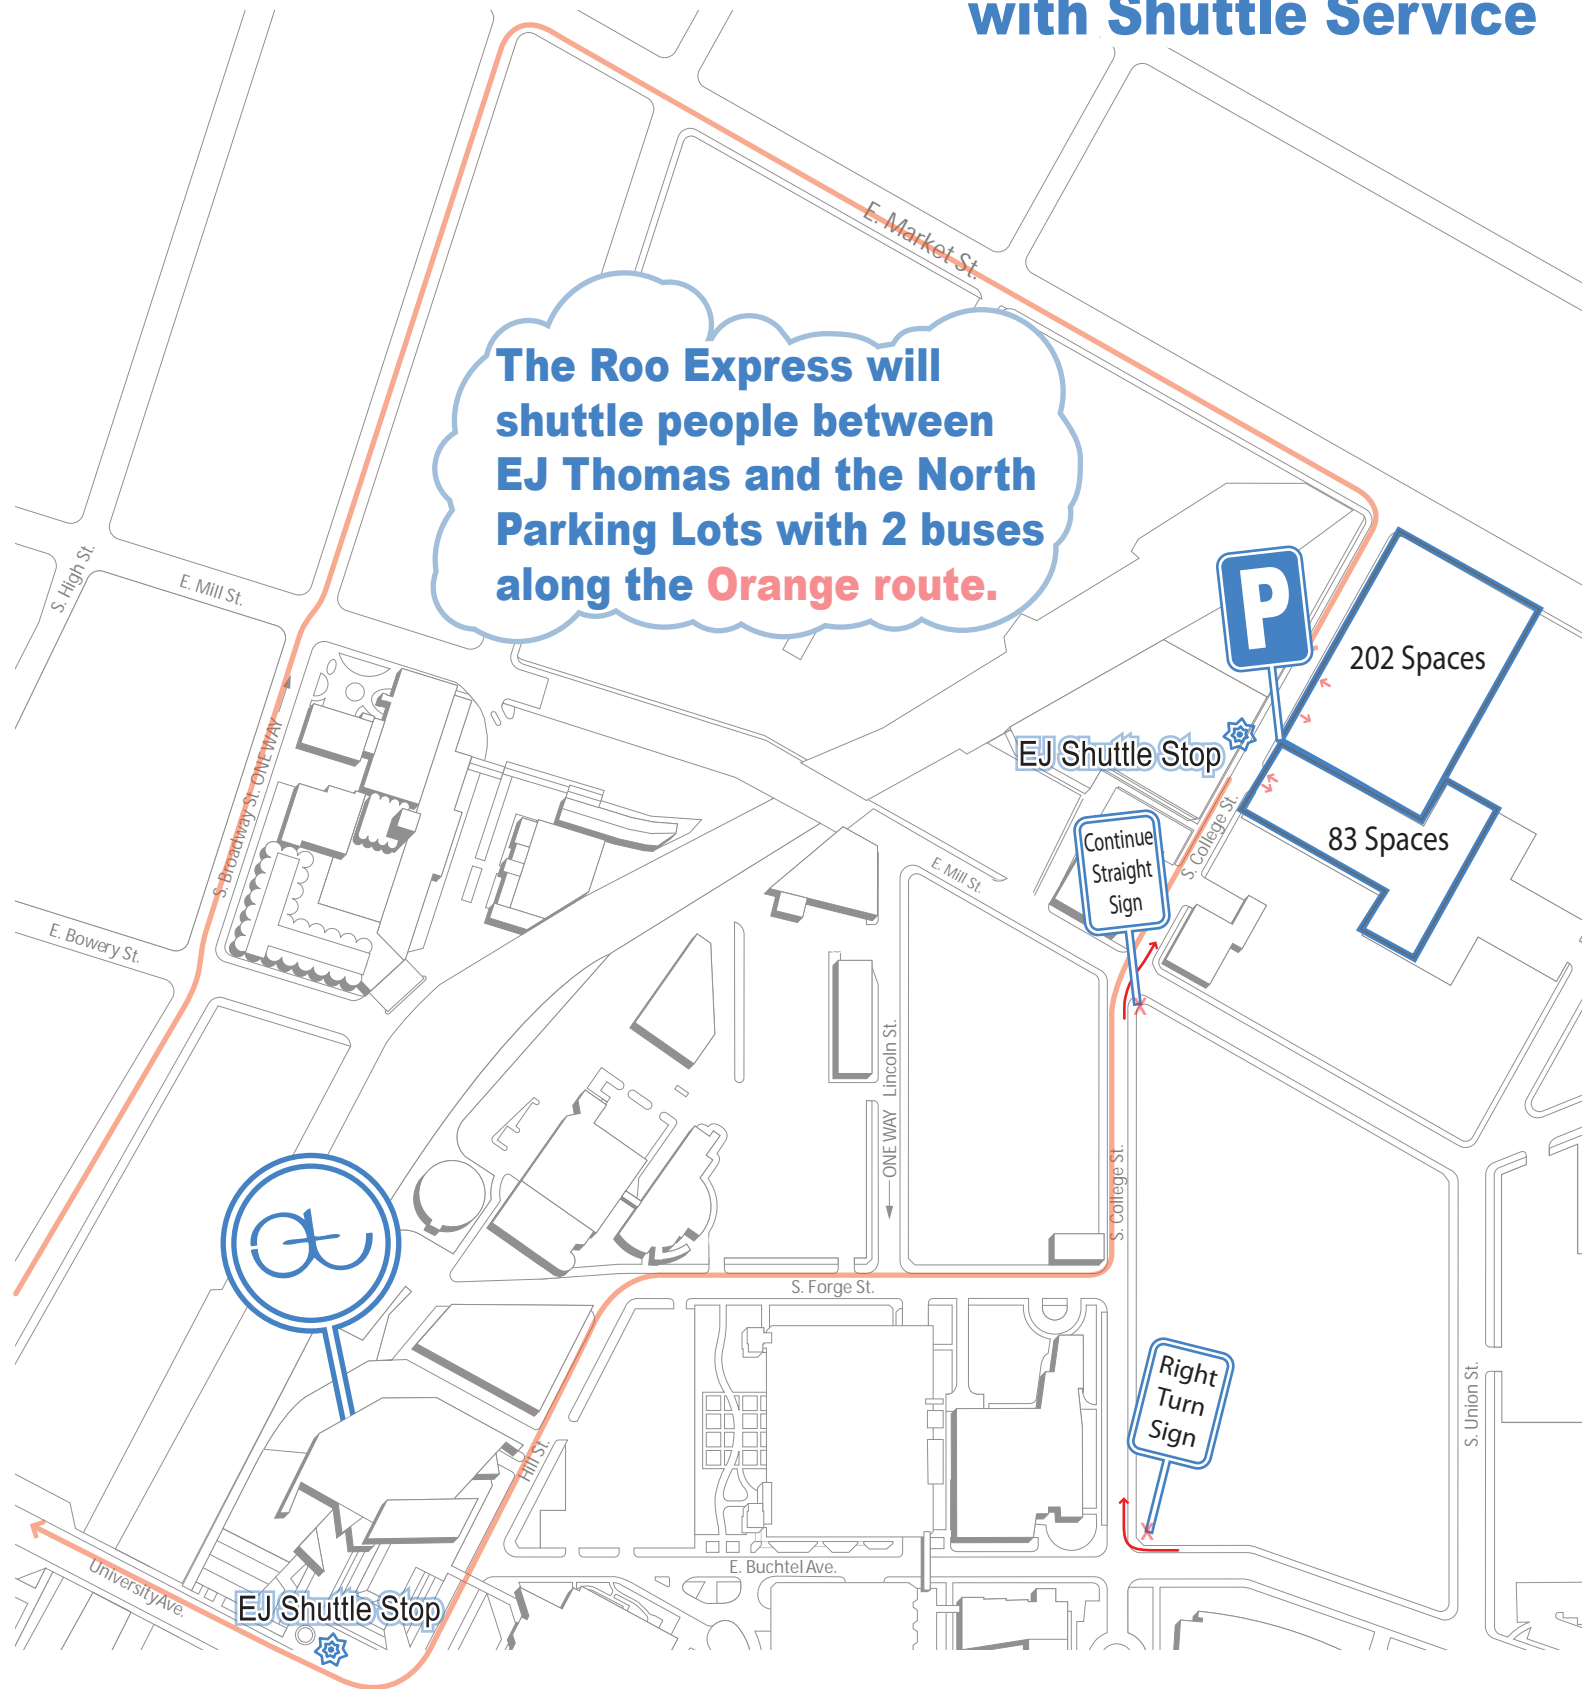 with Shuttle Service
E. Market St.
The Roo Express will
shuttle people between
EJ Thomas and the North
Parking Lots with 2 buses
along the Orange route.
S. High St.
E. Mill St.
P
202 Spaces
EJ Shuttle Stop
S. Broadway St. ONE WAY
83 Spaces
S. College St.
Continue
Straight
Sign
E. Mill St.
E. Bowery St.
ONE WAY Lincoln St.
S. College St.
S. Forge St.
Right
Turn
Sign
S. Union St.
Hill St.
E. Buchtel Ave.
University Ave.
EJ Shuttle Stop